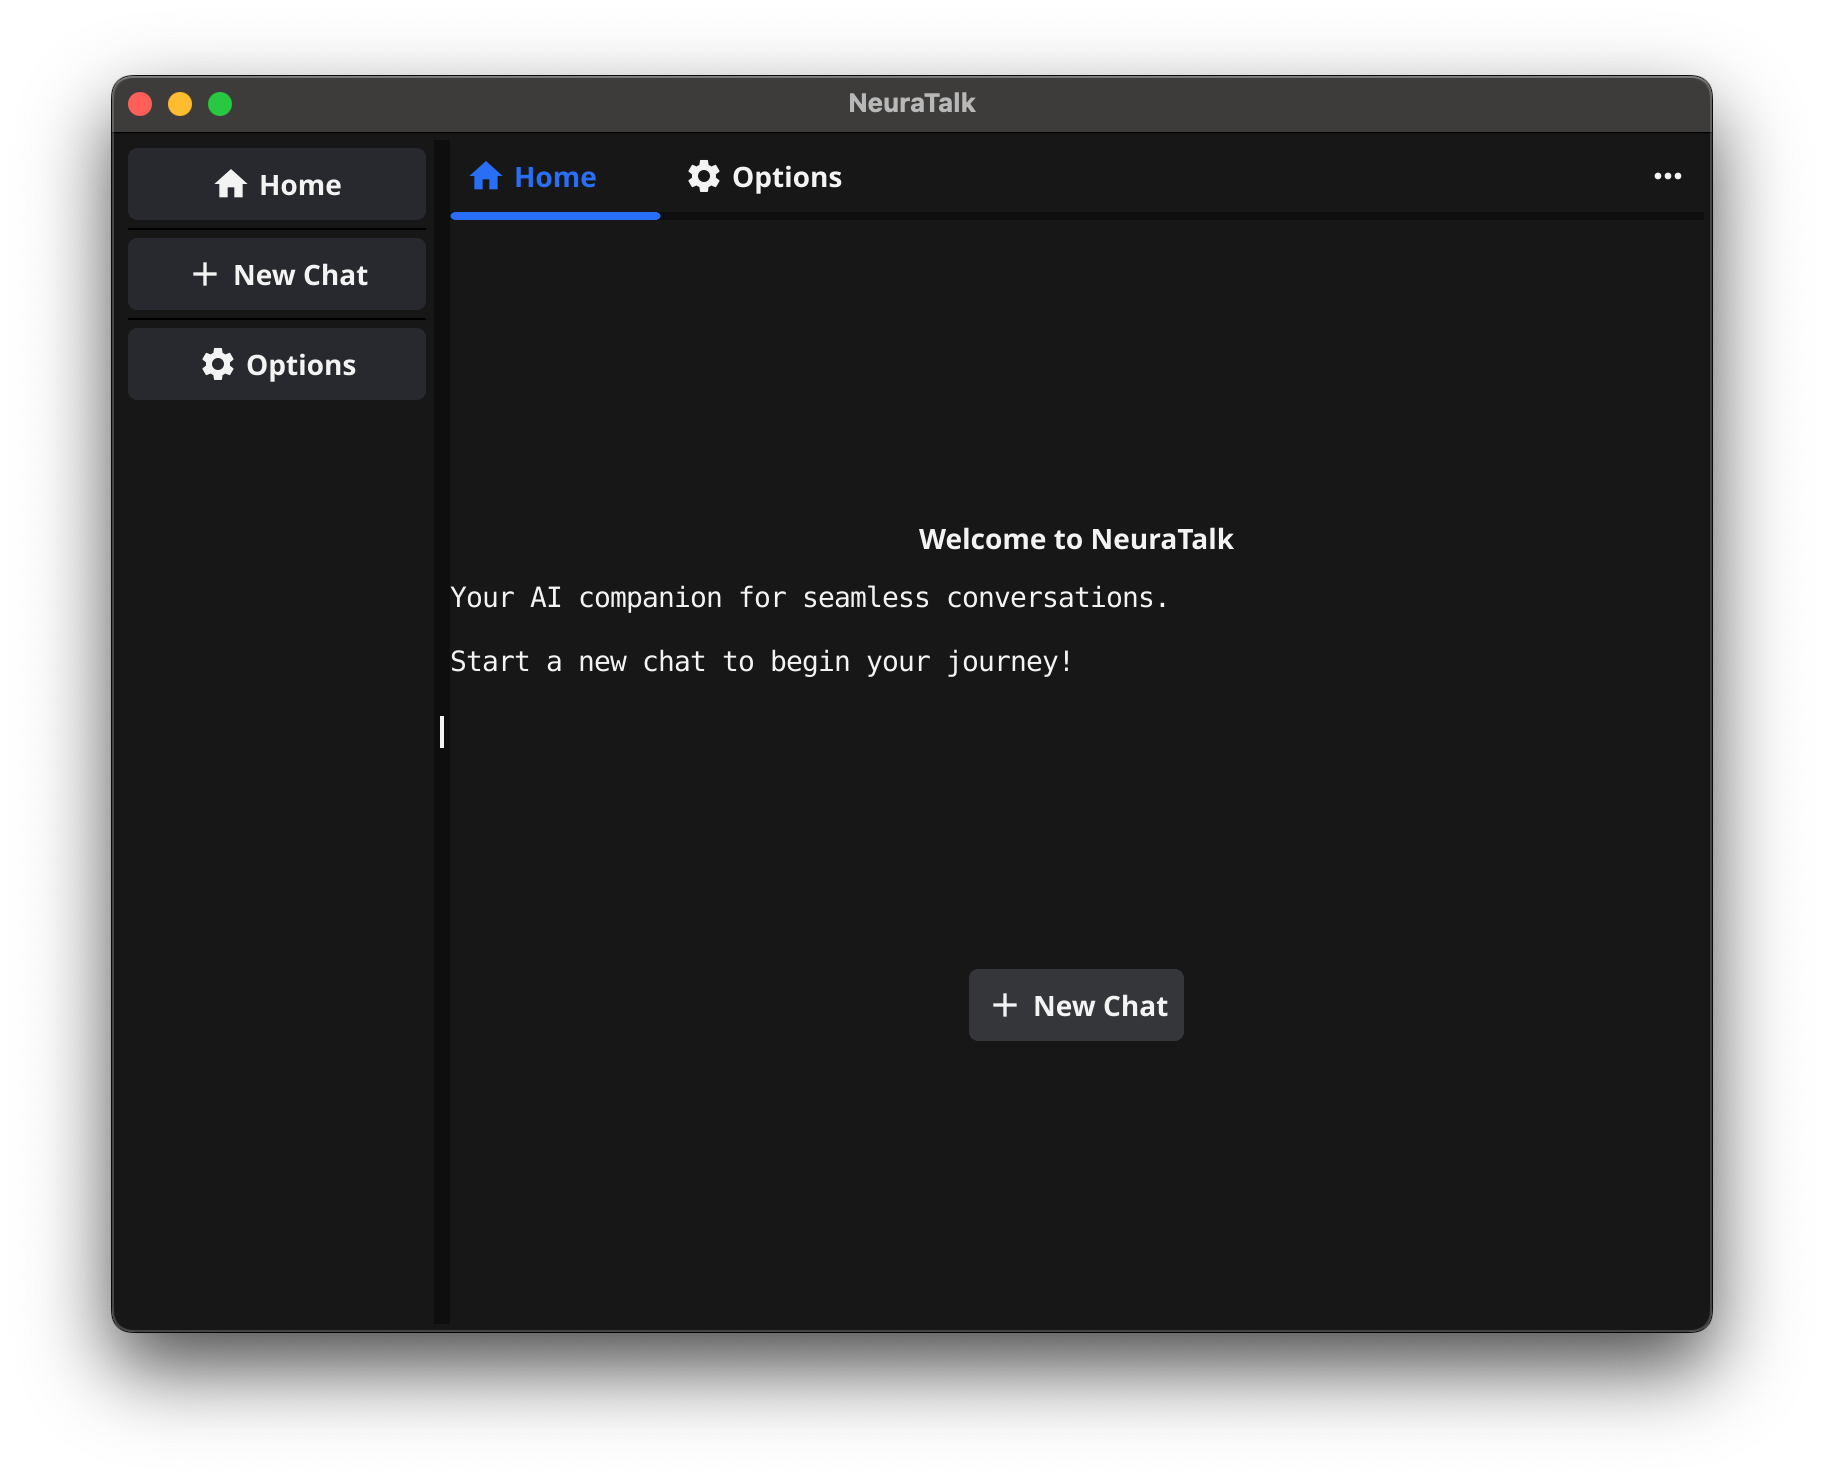 NeuraTalk
Home
New Chat
Options
Home
Options
Welcome to NeuraTalk
Your AI companion for seamless conversations.
Start a new chat to begin your journey!
New Chat